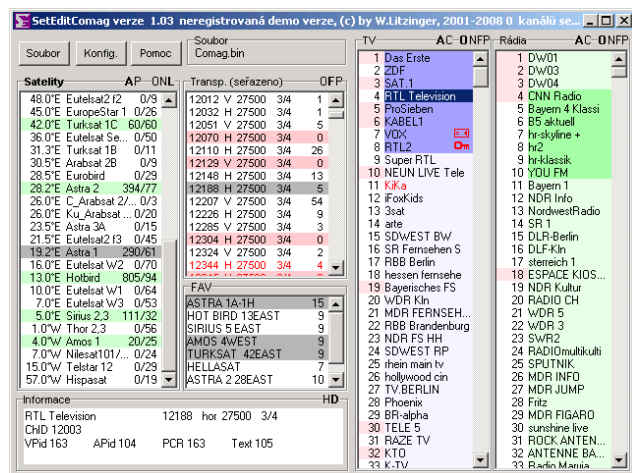 SetEditComag verze 1.03 neregistrovaná demo verze, (c) by W.Litzinger, 2001-2008 0 kanálů se...
Soubor Konfig. Pomoc
Soubor
Comag.bin
Satelity AP ONL
48.0°E Eutelsat2 f2 0/9
45.0°E EuropeStar 1 0/26
42.0°E Turksat 1C 60/60
36.0°E Eutelsat Se... 0/50
31.3°E Turksat 1B 0/11
30.5°E Arabsat 2B 0/9
28.5°E Eurobird 0/29
28.2°E Astra 2 394/77
26.0°E C_Arabsat 2/... 0/3
26.0°E Ku_Arabsat ... 0/20
23.5°E Astra 3A 0/15
21.5°E Eutelsat2 f3 0/45
19.2°E Astra 1 290/61
16.0°E Eutelsat W2 0/70
13.0°E Hotbird 805/94
10.0°E Eutelsat W1 0/64
7.0°E Eutelsat W3 0/53
5.0°E Sirius 2,3 111/32
1.0°W Thor 2,3 0/56
4.0°W Amos 1 20/25
7.0°W Nilesat101/... 0/24
15.0°W Telstar 12 0/29
57.0°W Hispasat 0/19
Transp. (seřazeno) OFP
12012 V 27500 3/4 1
12032 H 27500 3/4 1
12051 V 27500 3/4 5
12070 H 27500 3/4 0
12110 H 27500 3/4 26
12129 V 27500 3/4 0
12148 H 27500 3/4 13
12188 H 27500 3/4 5
12207 V 27500 3/4 54
12226 H 27500 3/4 9
12285 V 27500 3/4 3
12304 H 27500 3/4 0
12324 V 27500 3/4 2
12344 H 27500 3/4 4
FAV
ASTRA 1A-1H 15
HOT BIRD 13EAST 9
SIRIUS 5 EAST 9
AMOS 4WEST 9
TURKSAT 42EAST 9
HELLASAT 7
ASTRA 2 28EAST 10
Informace HD
RTL Television 12188 hor 27500 3/4
ChID 12003
VPid 163 APid 104 PCR 163 Text 105
TV AC ONFP
1 Das Erste
2 ZDF
3 SAT.1
4 RTL Television
5 ProSieben
6 KABEL1
7 VOX
8 RTL2
9 Super RTL
10 NEUN LIVE Tele
11 KiKa
12 iFoxKids
13 3sat
14 arte
15 SDWEST BW
16 SR Fernsehen S
17 RBB Berlin
18 hessen fernsehe
19 Bayerisches FS
20 WDR Kln
21 MDR FERNSEH...
22 RBB Brandenburg
23 NDR FS HH
24 SDWEST RP
25 rhein main tv
26 hollywood cin
27 TV.BERLIN
28 Phoenix
29 BR-alpha
30 TELE 5
31 RAZE TV
32 KTO
33 K-TV
Rádia AC ONFP
1 DW01
2 DW03
3 DW04
4 CNN Radio
5 Bayern 4 Klassi
6 B5 aktuell
7 hr-skyline +
8 hr2
9 hr-klassik
10 YOU FM
11 Bayern 1
12 NDR Info
13 NordwestRadio
14 SR 1
15 DLR-Berlin
16 DLF-Kln
17 sterreich 1
18 ESPACE KIOS...
19 NDR Kultur
20 RADIO CH
21 WDR 5
22 WDR 3
23 SWR2
24 RADIOmultikulti
25 SPUTNIK
26 MDR INFO
27 MDR JUMP
28 Fritz
29 MDR FIGARO
30 sunshine live
31 ROCK ANTEN...
32 ANTENNE BA...
33 Radio Maruja